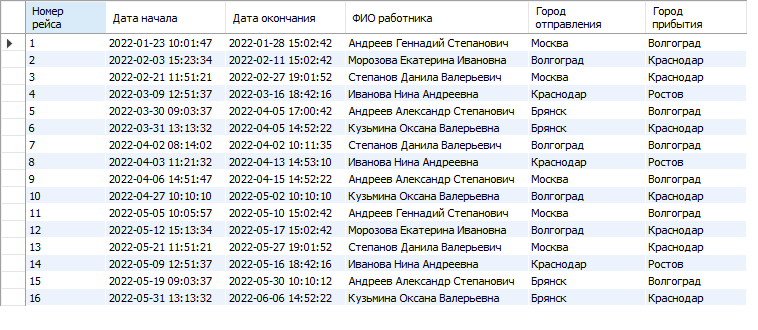 Номер рейса Дата начала Дата окончания ФИО работника Город отправления Город прибытия
1 2022-01-23 10:01:47 2022-01-28 15:02:42 Андреев Геннадий Степанович Москва Волгоград
2 2022-02-03 15:23:34 2022-02-11 15:02:42 Морозова Екатерина Ивановна Волгоград Краснодар
3 2022-02-21 11:51:21 2022-02-27 19:01:52 Степанов Данила Валерьевич Москва Краснодар
4 2022-03-09 12:51:37 2022-03-16 18:42:16 Иванова Нина Андреевна Краснодар Ростов
5 2022-03-30 09:03:37 2022-04-05 17:00:42 Андреев Александр Степанович Брянск Волгоград
6 2022-03-31 13:13:32 2022-04-05 14:52:22 Кузьмина Оксана Валерьевна Брянск Краснодар
7 2022-04-02 08:14:02 2022-04-02 10:11:35 Степанов Данила Валерьевич Волгоград Волгоград
8 2022-04-03 11:21:32 2022-04-13 14:53:10 Иванова Нина Андреевна Краснодар Ростов
9 2022-04-06 14:51:47 2022-04-15 14:52:22 Андреев Александр Степанович Москва Волгоград
10 2022-04-27 10:10:10 2022-05-02 10:10:10 Кузьмина Оксана Валерьевна Волгоград Краснодар
11 2022-05-05 10:05:57 2022-05-10 15:02:42 Андреев Геннадий Степанович Москва Волгоград
12 2022-05-12 15:13:34 2022-05-17 15:02:42 Морозова Екатерина Ивановна Волгоград Краснодар
13 2022-05-21 11:51:21 2022-05-27 19:01:52 Степанов Данила Валерьевич Москва Краснодар
14 2022-05-09 12:51:37 2022-05-16 18:42:16 Иванова Нина Андреевна Краснодар Ростов
15 2022-05-19 09:03:37 2022-05-30 10:10:12 Андреев Александр Степанович Брянск Волгоград
16 2022-05-31 13:13:32 2022-06-06 14:52:22 Кузьмина Оксана Валерьевна Брянск Краснодар